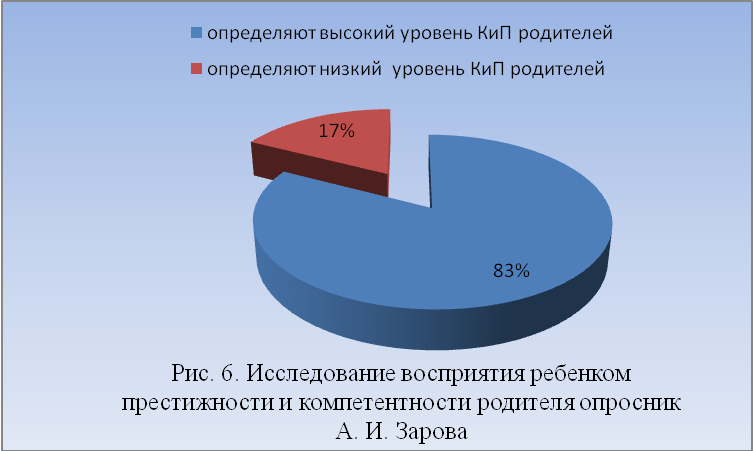 определяют высокий уровень КиП родителей
определяют низкий уровень КиП родителей
17%
83%
Рис. 6. Исследование восприятия ребенком
престижности и компетентности родителя опросник
А. И. Зарова